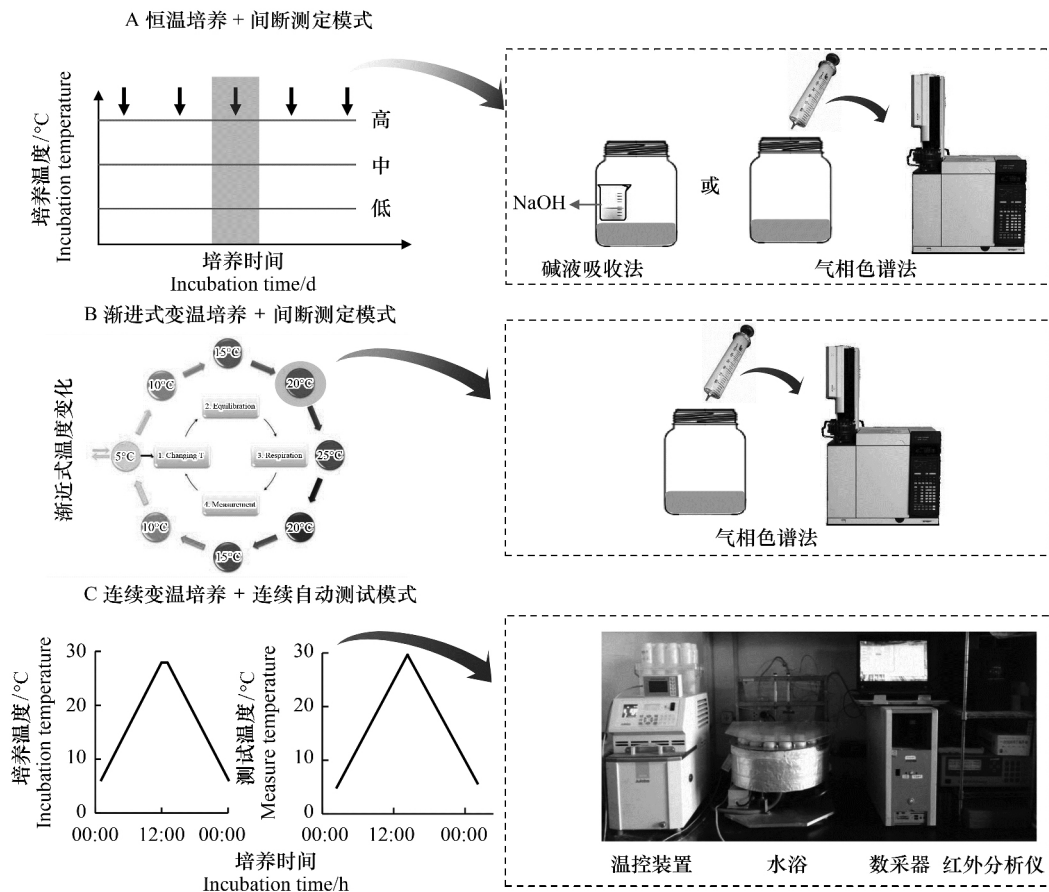 A 恒温培养 + 间断测定模式
培养温度/°C
Incubation temperature
高
中
低
培养时间
Incubation time/d
NaOH
或
碱液吸收法
气相色谱法
B 渐进式变温培养 + 间断测定模式
渐近式温度变化
15°C
10°C
20°C
2. Equilibration
5°C
1. Changing T
3. Respiration
25°C
4. Measurement
10°C
20°C
15°C
气相色谱法
C 连续变温培养 + 连续自动测试模式
培养温度/°C
Incubation temperature
30
20
10
0
00:00 12:00 00:00
测试温度/°C
Measure temperature
30
20
10
0
00:00 12:00 00:00
培养时间
Incubation time/h
温控装置 水浴 数采器 红外分析仪